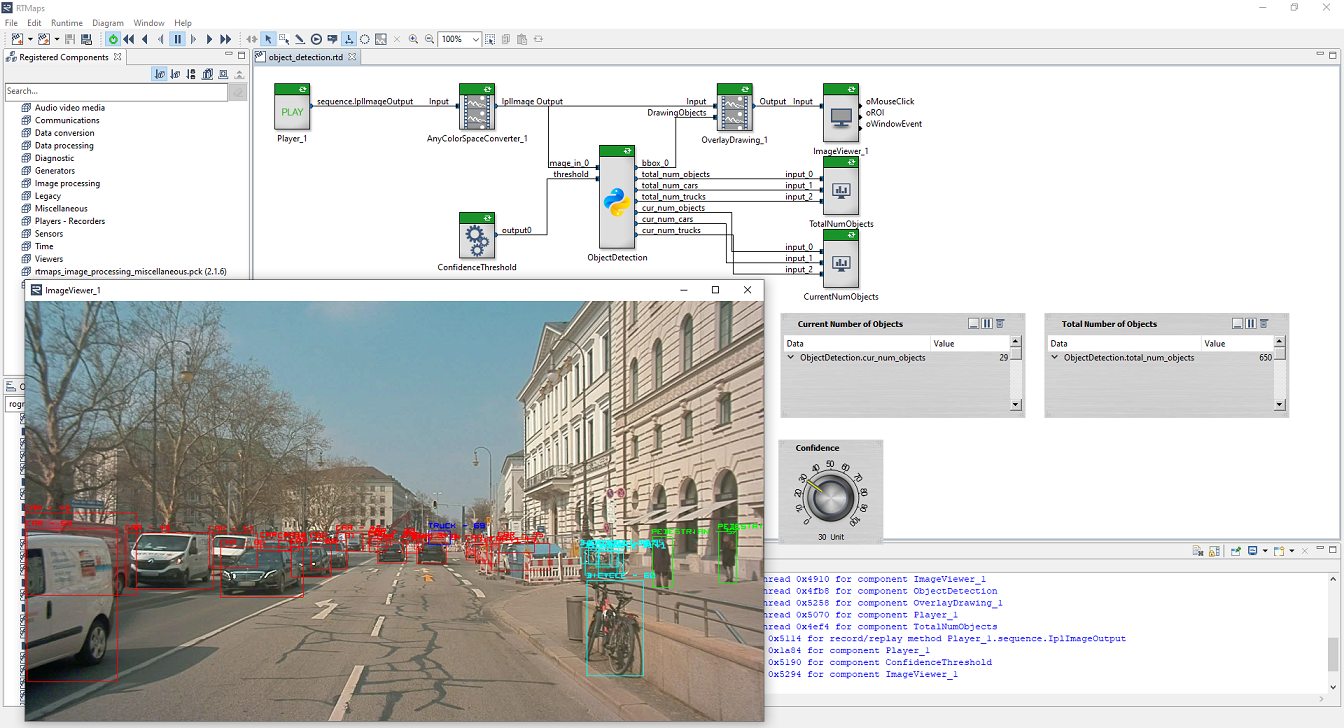 RTMaps
File Edit Runtime Diagram Window Help
100%
Registered Components
object_detection.rtd
Search...
Audio video media
Communications
Data conversion
Data processing
Diagnostic
Generators
Image processing
Legacy
Miscellaneous
Players - Recorders
Sensors
Time
Viewers
rtmaps_image_processing_miscellaneous.pck (2.1.6)
PLAY
Player_1
sequence.IplImageOutput
Input
AnyColorSpaceConverter_1
IplImage Output
Input
DrawingObjects
OverlayDrawing_1
Output Input
oMouseClick
oROI
oWindowEvent
ImageViewer_1
mage_in_0
threshold
bbox_0
total_num_objects
total_num_cars
total_num_trucks
cur_num_objects
cur_num_cars
cur_num_trucks
ObjectDetection
output0
ConfidenceThreshold
input_0
input_1
input_2
TotalNumObjects
input_0
input_1
input_2
CurrentNumObjects
ImageViewer_1
TRUCK - 68
Current Number of Objects
Data Value
ObjectDetection.cur_num_objects 29
Total Number of Objects
Data Value
ObjectDetection.total_num_objects 650
Confidence
0 10 20 30 40 50 60 70 80 90 100
30 Unit
O
rogr
hread 0x4910 for component ImageViewer_1
hread 0x4fb8 for component ObjectDetection
hread 0x5258 for component OverlayDrawing_1
hread 0x5070 for component Player_1
hread 0x4ef4 for component TotalNumObjects
0x5114 for record/replay method Player_1.sequence.IplImageOutput
0x1a84 for component Player_1
0x5190 for component ConfidenceThreshold
0x5294 for component ImageViewer_1